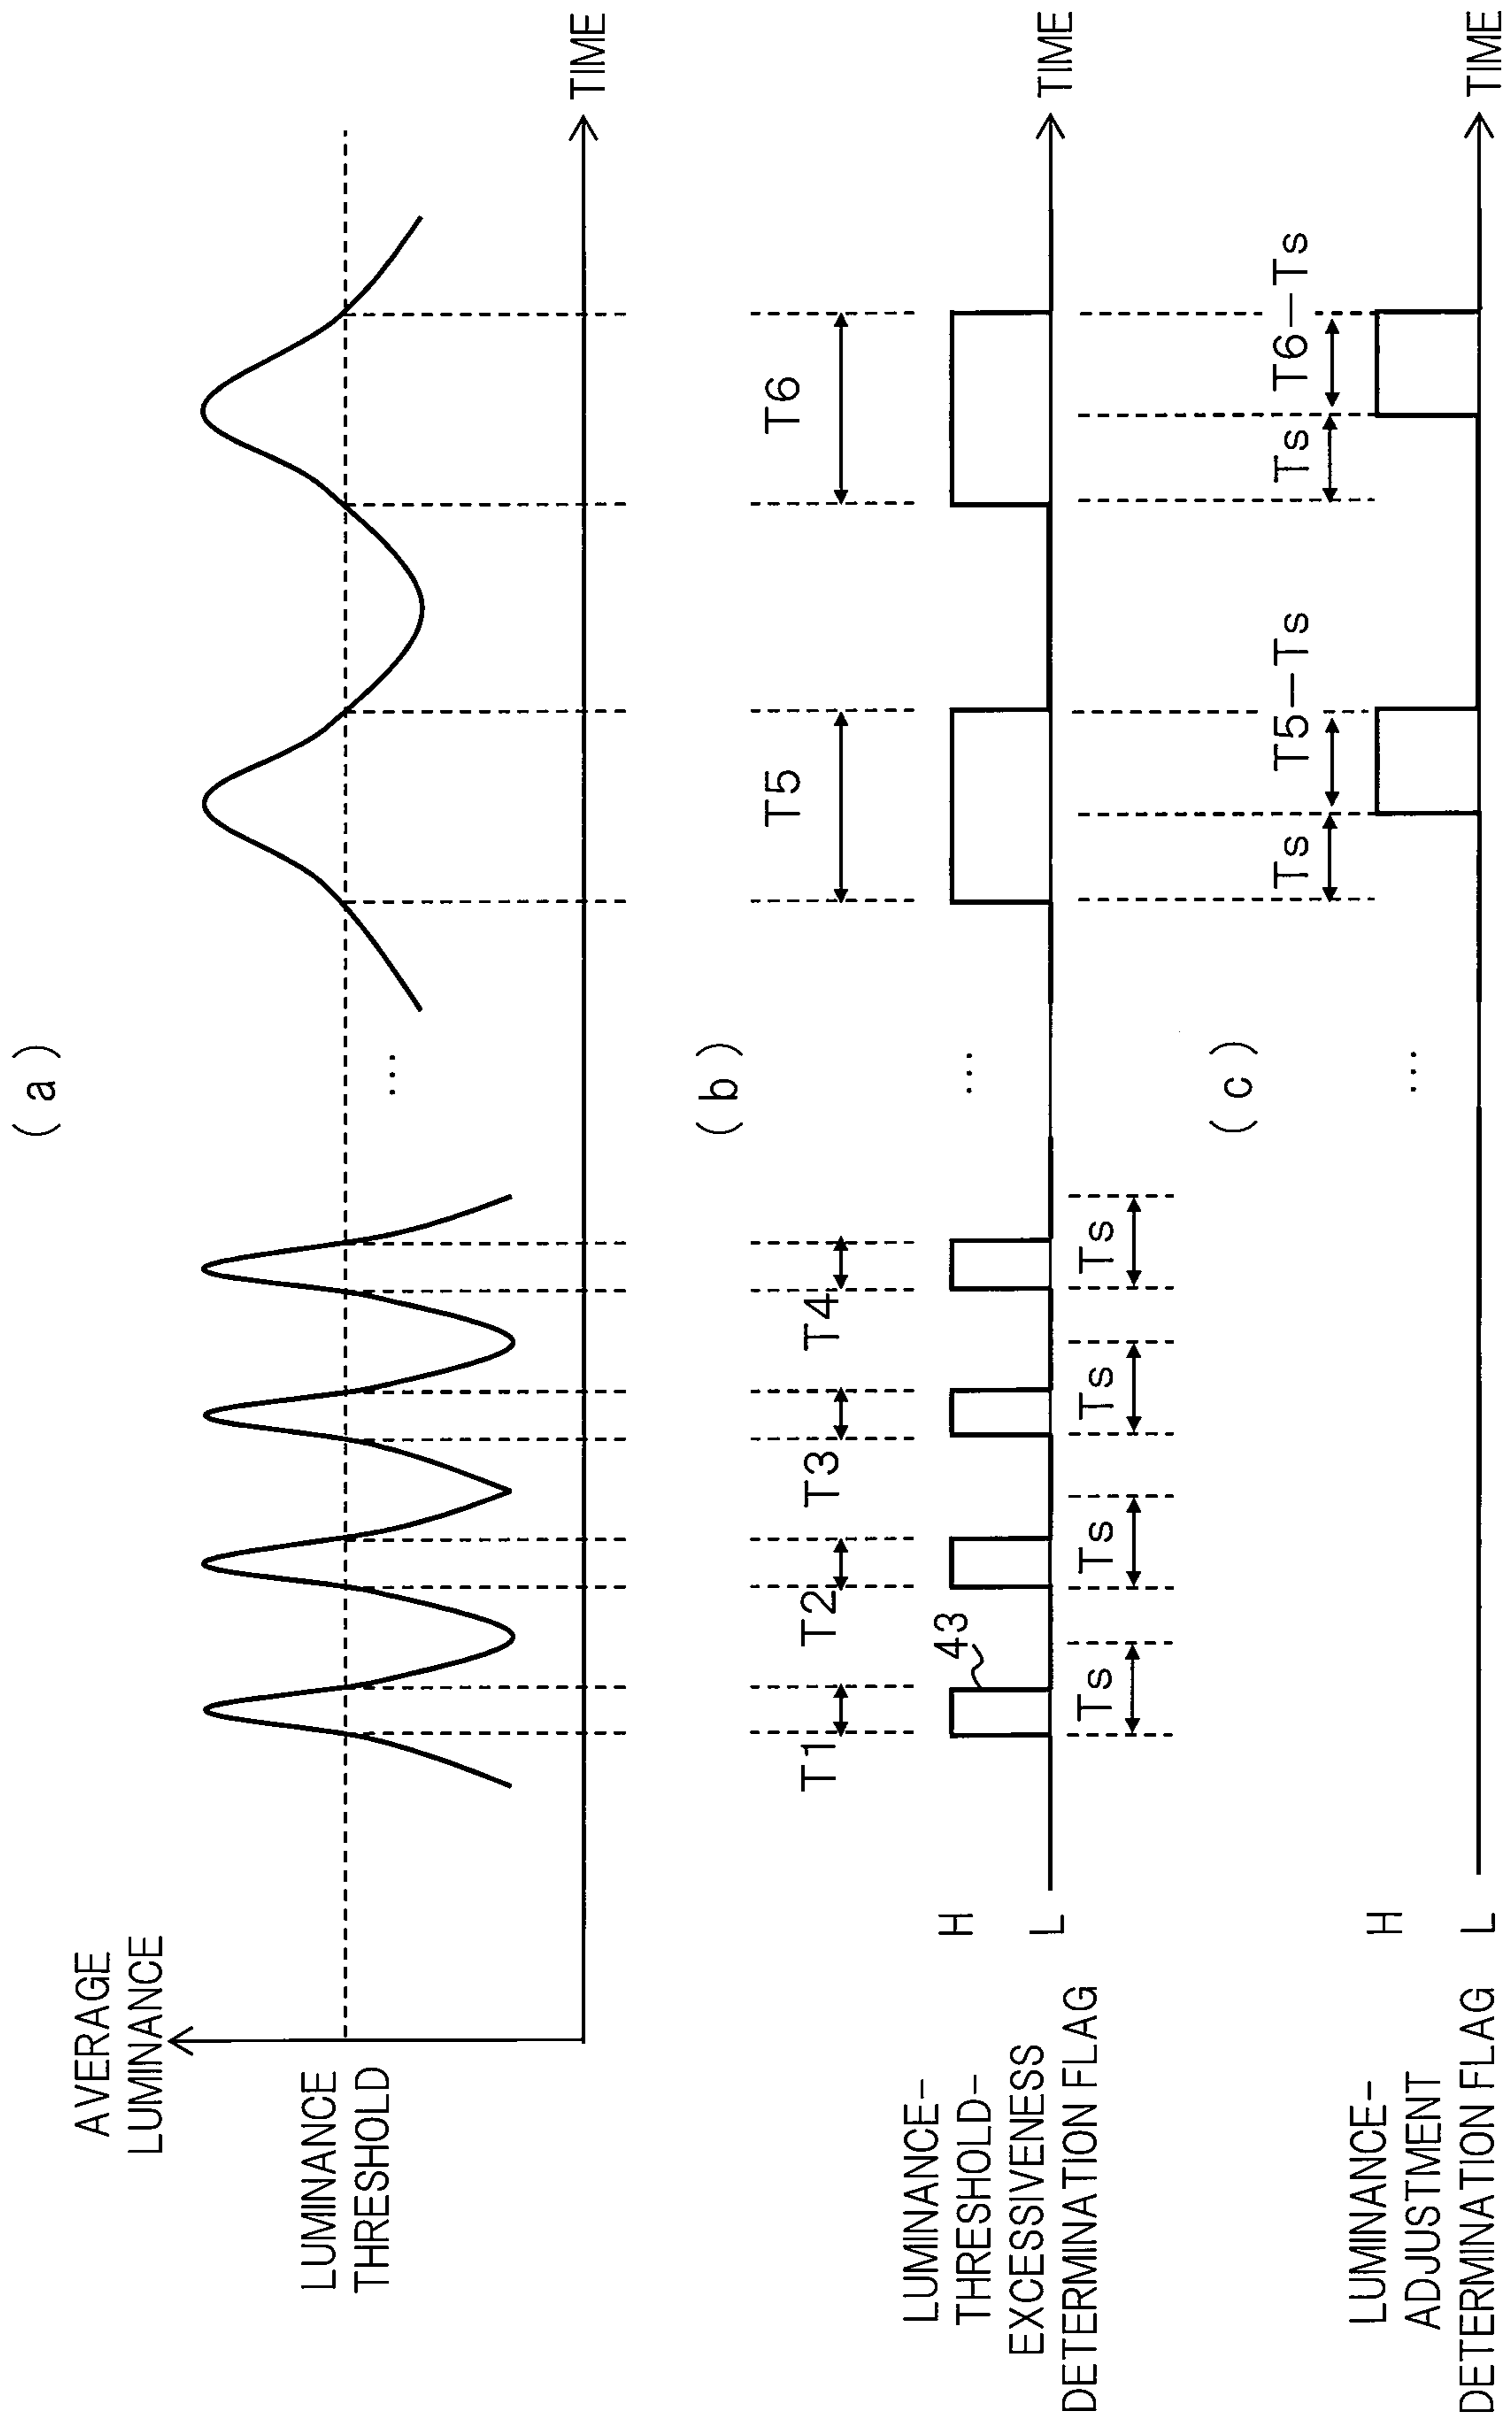 (a)
AVERAGE
LUMINANCE
LUMINANCE
THRESHOLD
...
TIME
(b)
T1
T2
T3
T4
T5
T6
43
H
L
LUMINANCE-
THRESHOLD-
EXCESSIVENESS
DETERMINATION FLAG
...
TIME
Ts
Ts
Ts
Ts
(c)
Ts
T5-Ts
Ts
T6-Ts
H
L
LUMINANCE-
ADJUSTMENT
DETERMINATION FLAG
...
TIME